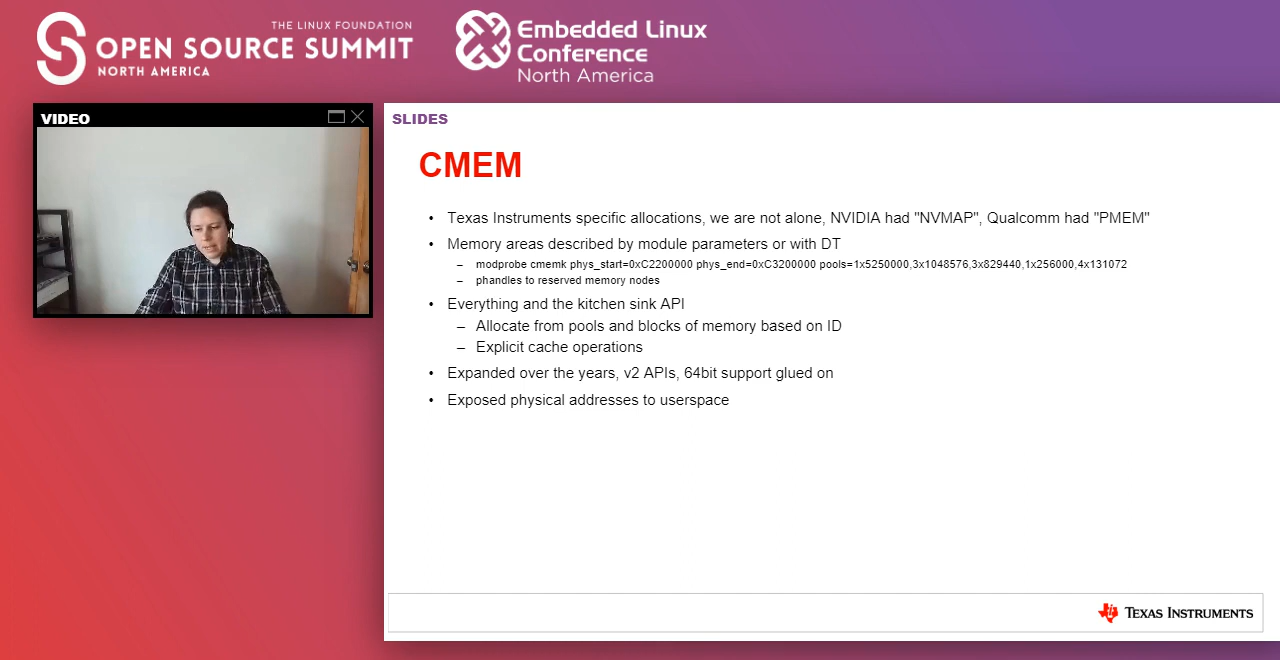 THE LINUX FOUNDATION
OPEN SOURCE SUMMIT
NORTH AMERICA
Embedded Linux
Conference
North America
VIDEO
SLIDES
CMEM
• Texas Instruments specific allocations, we are not alone, NVIDIA had "NVMAP", Qualcomm had "PMEM"
• Memory areas described by module parameters or with DT
– modprobe cmemk phys_start=0xC2200000 phys_end=0xC3200000 pools=1x5250000,3x1048576,3x829440,1x256000,4x131072
– phandles to reserved memory nodes
• Everything and the kitchen sink API
– Allocate from pools and blocks of memory based on ID
– Explicit cache operations
• Expanded over the years, v2 APIs, 64bit support glued on
• Exposed physical addresses to userspace
TEXAS INSTRUMENTS